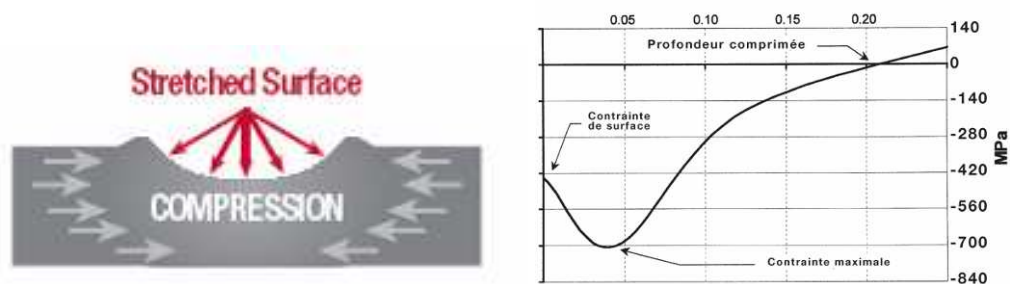 Stretched Surface
COMPRESSION
0.05 0.10 0.15 0.20
140
Profondeur comprimée
0
-140
Contrainte
de surface
-280
MPa
-420
-560
-700
Contrainte maximale
-840